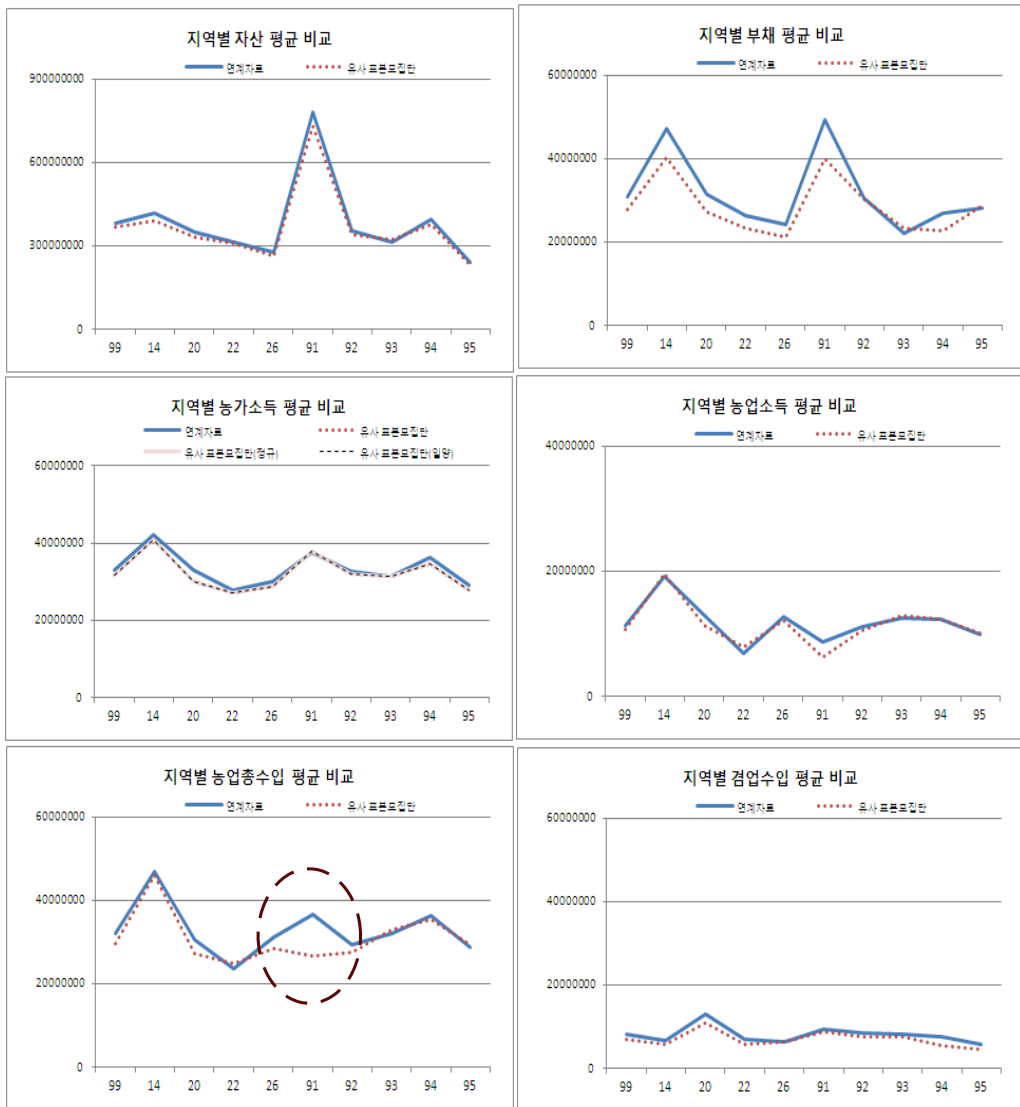 지역별 자산 평균 비교
연계자료 유사 표본모집단
900000000
600000000
300000000
0
99 14 20 22 26 91 92 93 94 95
지역별 부채 평균 비교
연계자료 유사 표본모집단
60000000
40000000
20000000
0
99 14 20 22 26 91 92 93 94 95
지역별 농가소득 평균 비교
연계자료 유사 표본모집단
유사 표본모집단(정규) 유사 표본모집단(일양)
60000000
40000000
20000000
0
99 14 20 22 26 91 92 93 94 95
지역별 농업소득 평균 비교
연계자료 유사 표본모집단
40000000
20000000
0
99 14 20 22 26 91 92 93 94 95
지역별 농업총수입 평균 비교
연계자료 유사 표본모집단
60000000
40000000
20000000
0
99 14 20 22 26 91 92 93 94 95
지역별 겸업수입 평균 비교
연계자료 유사 표본모집단
60000000
40000000
20000000
0
99 14 20 22 26 91 92 93 94 95